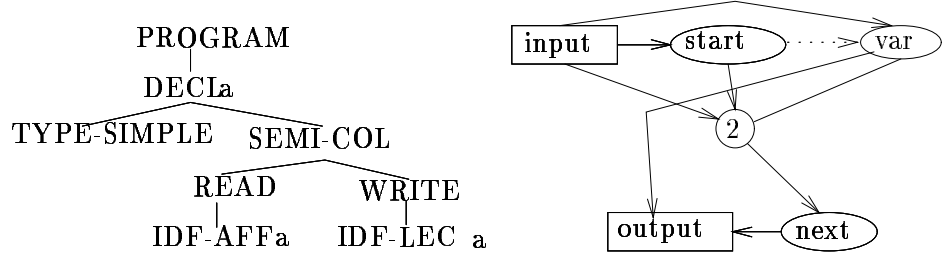 PROGRAM
DECLa
TYPE-SIMPLE SEMI-COL
READ WRITE
IDF-AFFa IDF-LEC a
input start var
2
output next